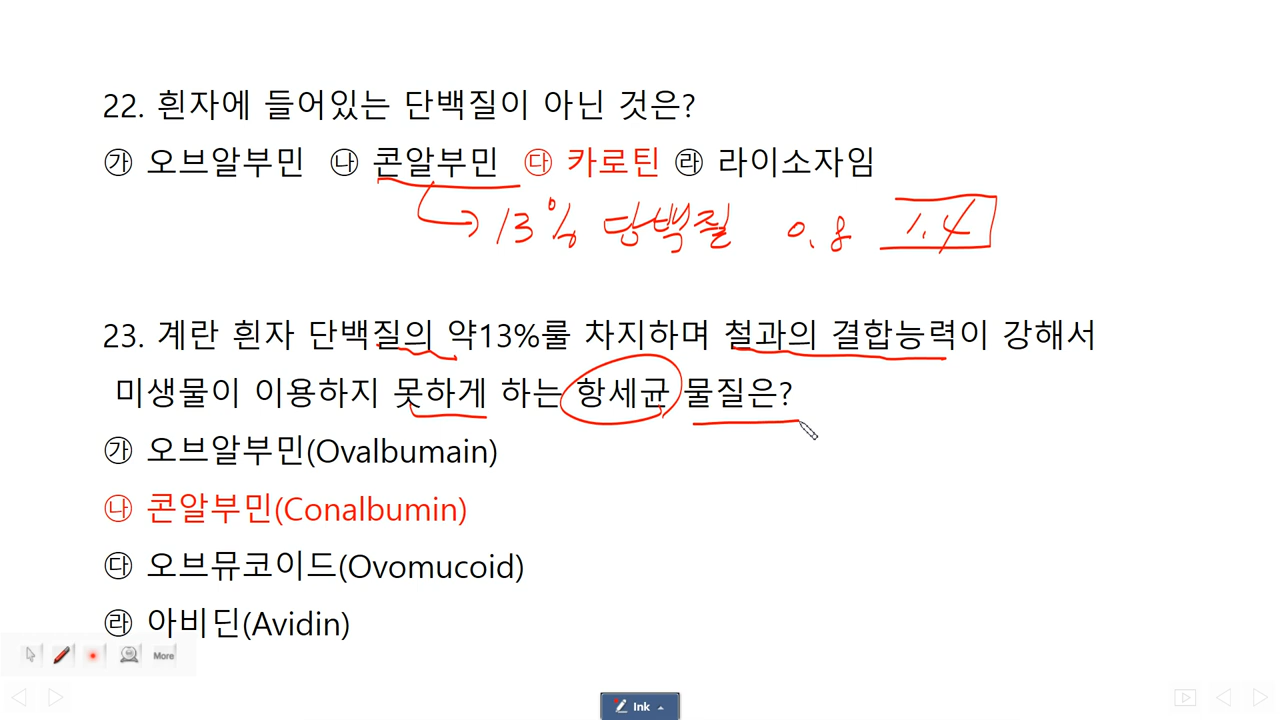 22. 흰자에 들어있는 단백질이 아닌 것은?
㉮ 오브알부민 ㉯ 콘알부민 ㉰ 카로틴 ㉱ 라이소자임
13% 단백질 0.8 1.4
23. 계란 흰자 단백질의 약13%룰 차지하며 철과의 결합능력이 강해서
미생물이 이용하지 못하게 하는 항세균 물질은?
㉮ 오브알부민(Ovalbumain)
㉯ 콘알부민(Conalbumin)
㉰ 오브뮤코이드(Ovomucoid)
㉱ 아비딘(Avidin)
More
Ink